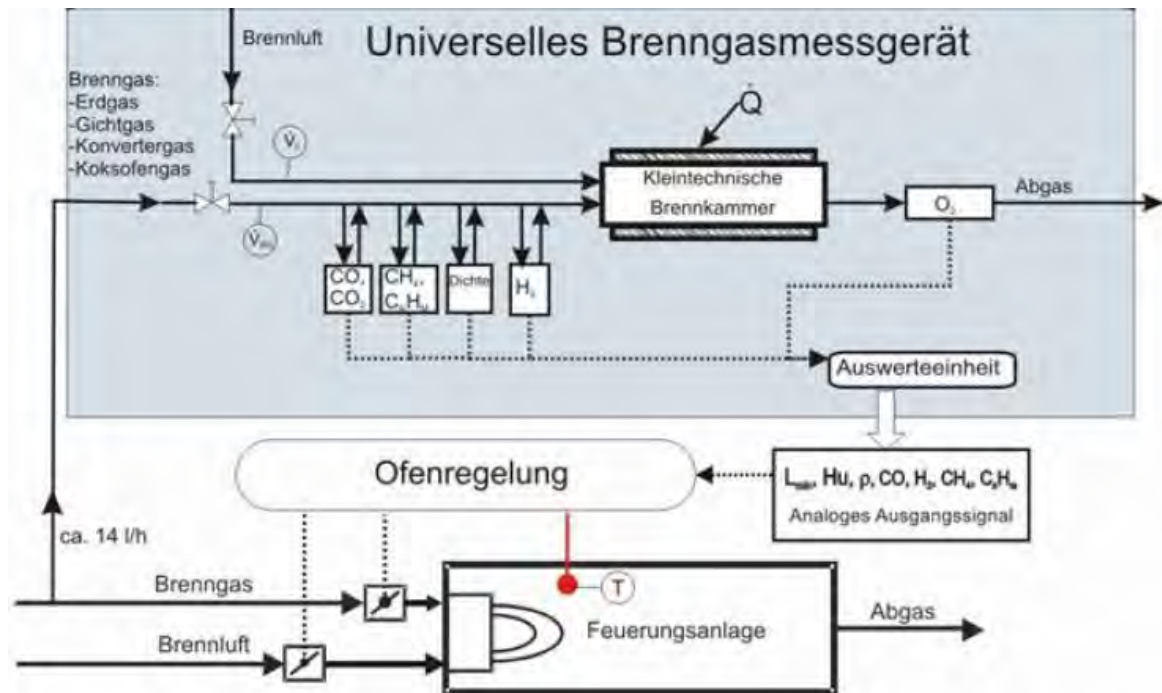 Universelles Brenngasmessgerät
Brennluft
Brenngas:
-Erdgas
-Gichtgas
-Konvertergas
-Koksofengas
Q̇
Kleintechnische
Brennkammer
O₂
Abgas
CO,
CO₂
CH₄,
Dichte
H₂
Auswerteeinheit
Ofenregelung
Hu, ρ, CO, H₂, CH₄,
Analoges Ausgangssignal
ca. 14 l/h
Brenngas
T
Feuerungsanlage
Abgas
Brennluft